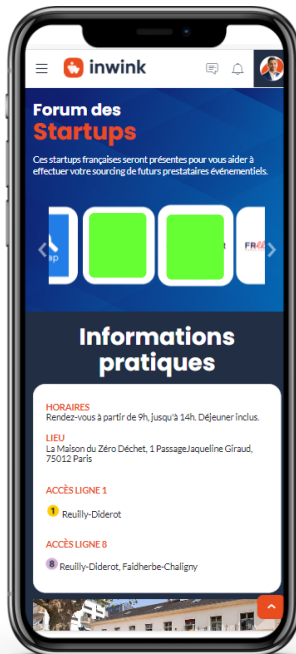 inwink
Forum des
Startups
Ces startups françaises seront présentes pour vous aider à
effectuer votre sourcing de futurs prestataires événementiels.
ap
t
FR
Informations
pratiques
HORAIRES
Rendez-vous à partir de 9h, jusqu'à 14h. Déjeuner inclus.
LIEU
La Maison du Zéro Déchet, 1 PassageJaqueline Giraud,
75012 Paris
ACCÈS LIGNE 1
1 Reuilly-Diderot
ACCÈS LIGNE 8
8 Reuilly-Diderot, Faidherbe-Chaligny